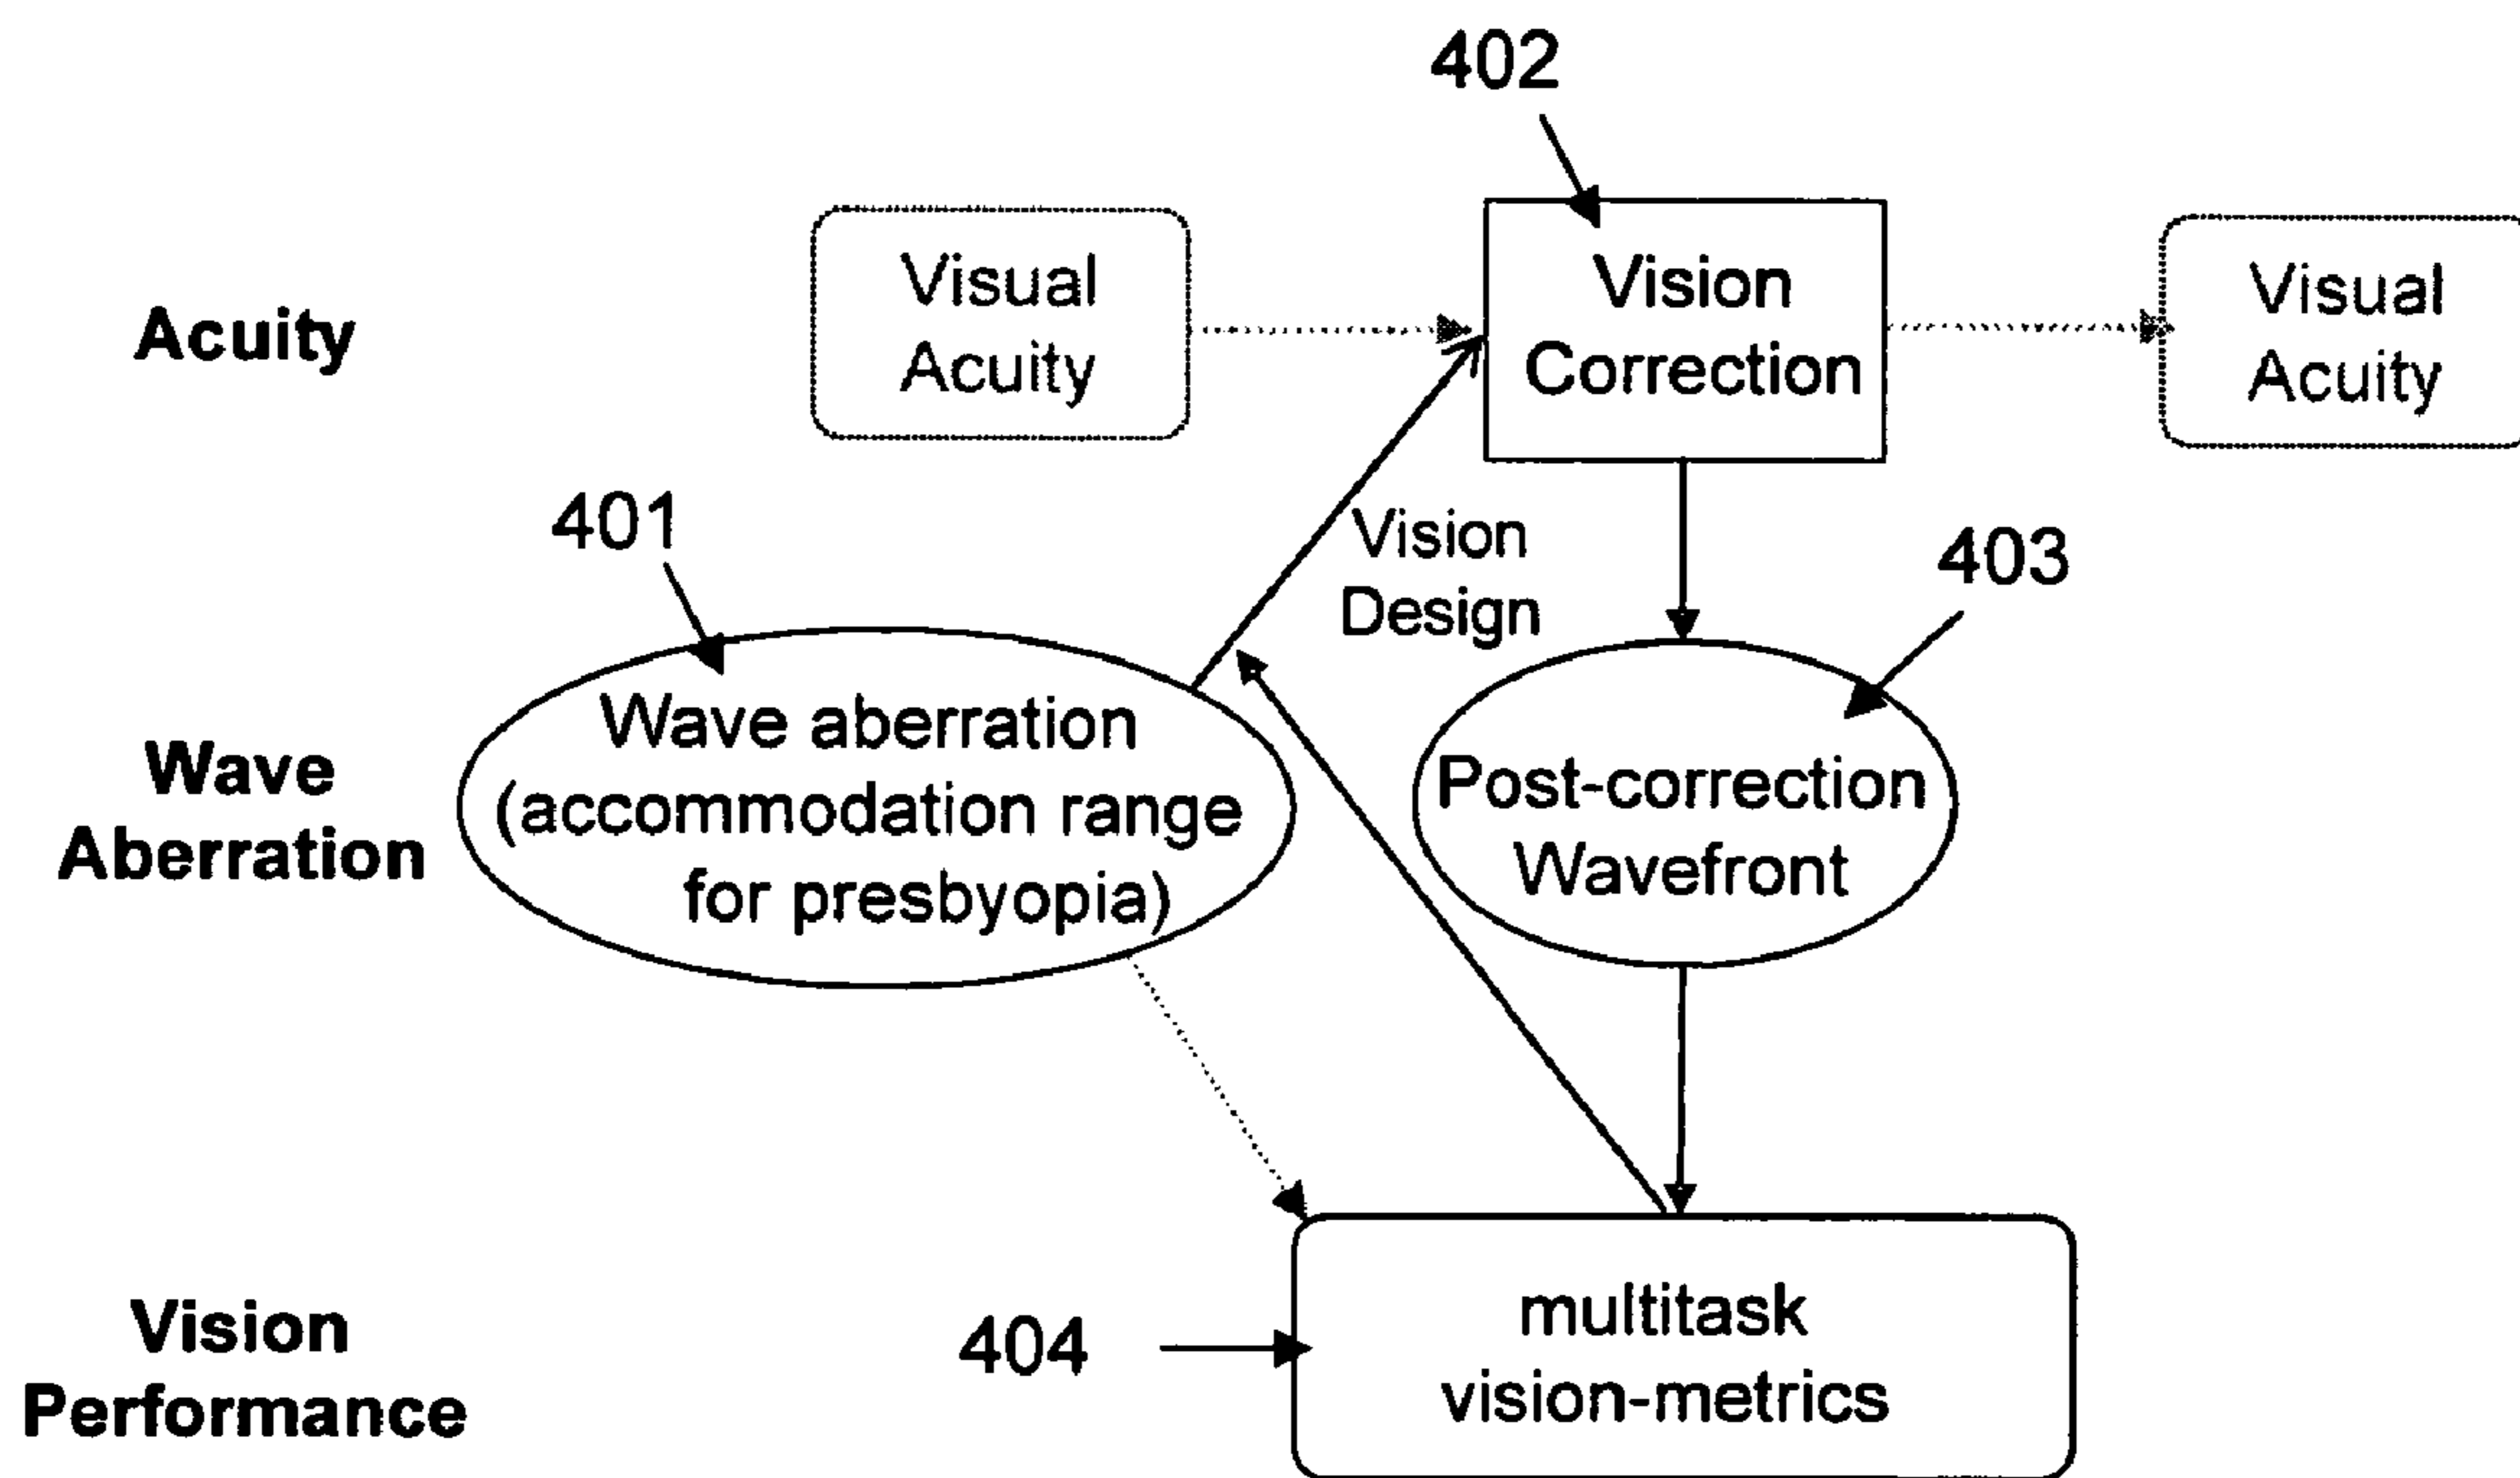 402
Acuity
Visual
Acuity
Vision
Correction
Visual
Acuity
401
Vision
Design
403
Wave
Aberration
Wave aberration
(accommodation range
for presbyopia)
Post-correction
Wavefront
Vision
Performance
404
multitask
vision-metrics